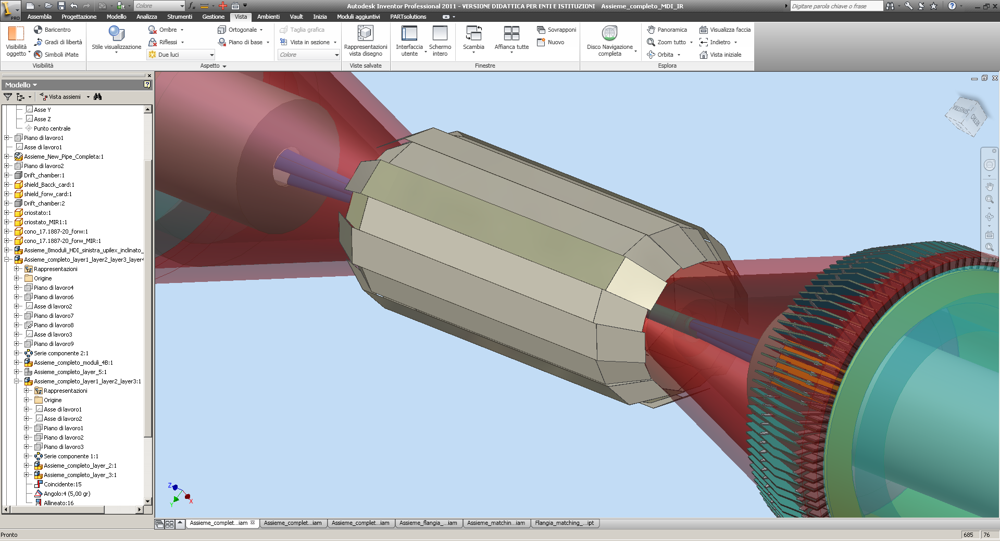 PRO
Colore
Autodesk Inventor Professional 2011 - VERSIONE DIDATTICA PER ENTI E ISTITUZIONI Assieme_completo_MDI_IR
Digitare parola chiave o frase
Assembla Progettazione Modello Analizza Strumenti Gestione Vista Ambienti Vault Inizia Moduli aggiuntivi PARTsolutions
Visibilità oggetto
Baricentro
Gradi di libertà
Simboli iMate
Visibilità
Stile visualizzazione
Ombre
Riflessi
Due luci
Ortogonale
Piano di base
Taglia grafica
Vista in sezione
Colore
Aspetto
Rappresentazioni vista disegno
Viste salvate
Interfaccia utente
Schermo intero
Scambia
Affianca tutte
Sovrapponi
Nuovo
Finestre
Disco Navigazione completa
Panoramica
Zoom tutto
Orbita
Visualizza faccia
Indietro
Vista iniziale
Esplora
Modello
Vista assiemi
Asse Y
Asse Z
Punto centrale
Piano di lavoro1
Asse di lavoro1
Assieme_New_Pipe_Completa:1
Piano di lavoro2
Drift_chamber:1
shield_Bacck_card:1
shield_forw_card:1
Drift_chamber:2
criostato:1
criostato_MIR1:1
cono_17.1887-20_forw:1
cono_17.1887-20_forw_MIR:1
Assieme_8moduli_HDI_sinistra_upilex_inclinato_
Assieme_completo_layer1_layer2_layer3_layer4
Rappresentazioni
Origine
Piano di lavoro4
Piano di lavoro6
Asse di lavoro2
Piano di lavoro7
Piano di lavoro8
Asse di lavoro3
Piano di lavoro9
Serie componente 2:1
Assieme_completo_moduli_4B:1
Assieme_completo_layer_5:1
Assieme_completo_layer1_layer2_layer3:1
Rappresentazioni
Origine
Asse di lavoro1
Asse di lavoro2
Piano di lavoro1
Piano di lavoro2
Piano di lavoro3
Serie componente 1:1
Assieme_completo_layer_2:1
Assieme_completo_layer_3:1
Coincidente:15
Angolo:4 (5,00 gr)
Allineato:16
SINISTRA
RETRO
Z
Y
X
Assieme_complet...iam
Assieme_complet...iam
Assieme_complet...iam
Assieme_flangia_...iam
Assieme_matchin...iam
Flangia_matching_...ipt
Pronto
685 76